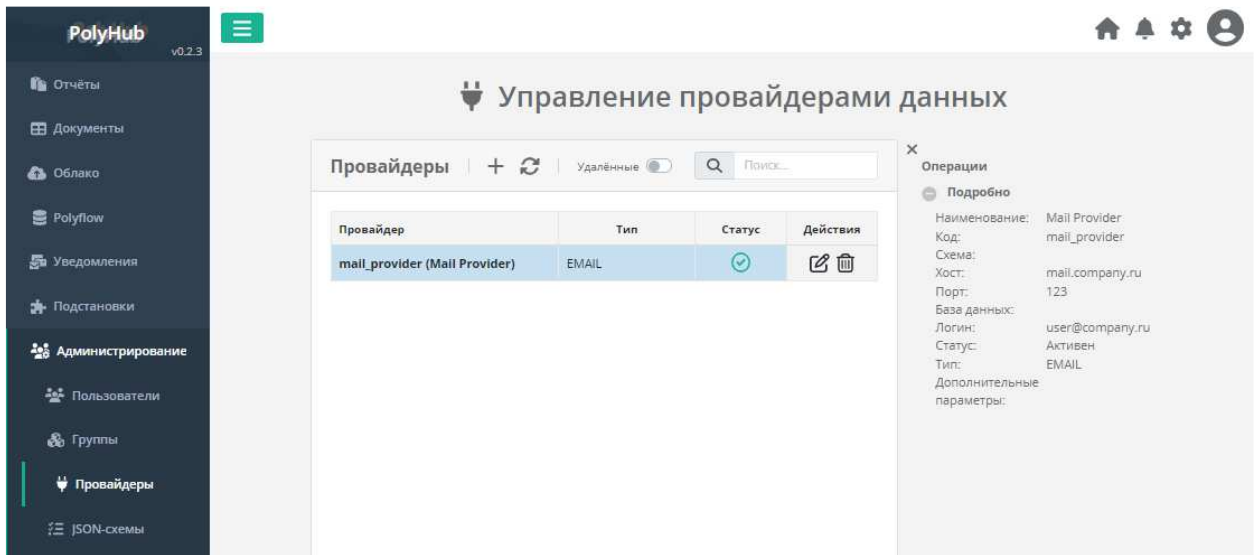 PolyHub
v0.2.3
Отчёты
Документы
Облако
Polyflow
Уведомления
Подстановки
Администрирование
Пользователи
Группы
Провайдеры
JSON-схемы
Управление провайдерами данных
Провайдеры
Удалённые
Поиск...
Провайдер Тип Статус Действия
mail_provider (Mail Provider) EMAIL
Операции
Подробно
Наименование: Mail Provider
Код: mail_provider
Схема:
Хост: mail.company.ru
Порт: 123
База данных:
Логин: user@company.ru
Статус: Активен
Тип: EMAIL
Дополнительные
параметры: